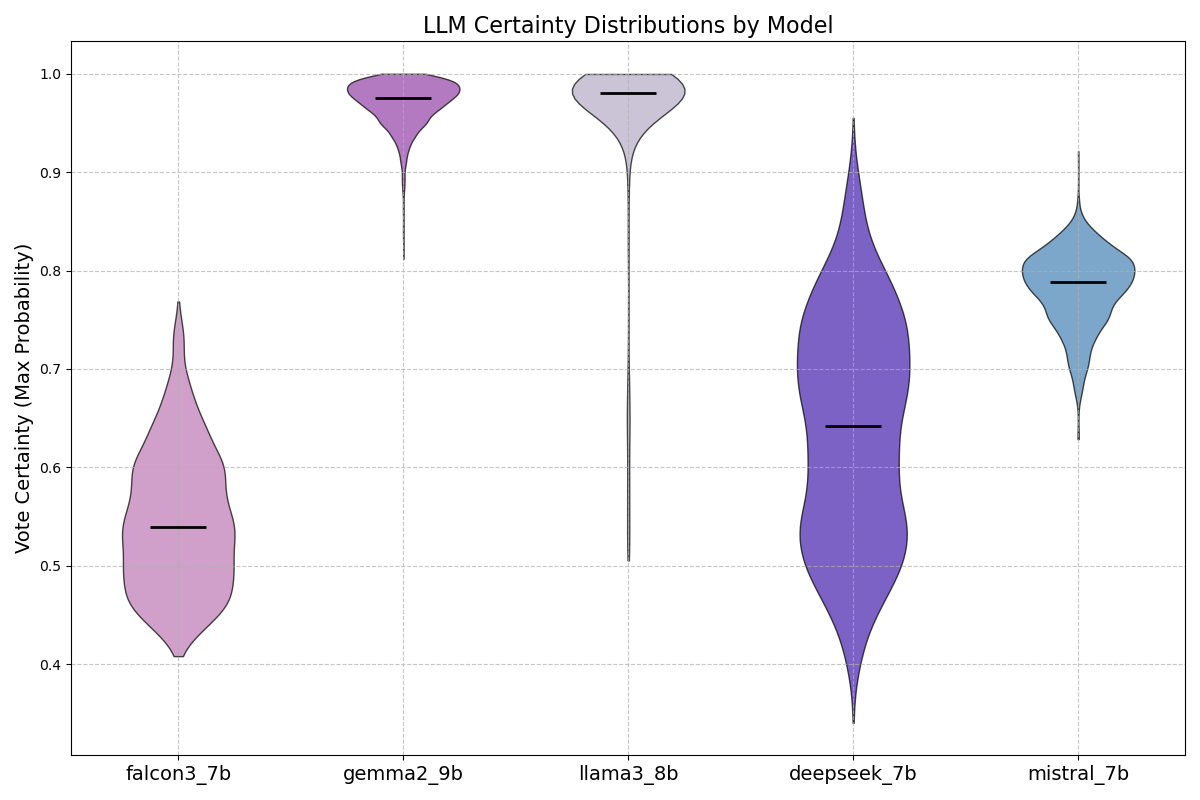 LLM Certainty Distributions by Model
Vote Certainty (Max Probability)
1.0
0.9
0.8
0.7
0.6
0.5
0.4
falcon3_7b
gemma2_9b
llama3_8b
deepseek_7b
mistral_7b